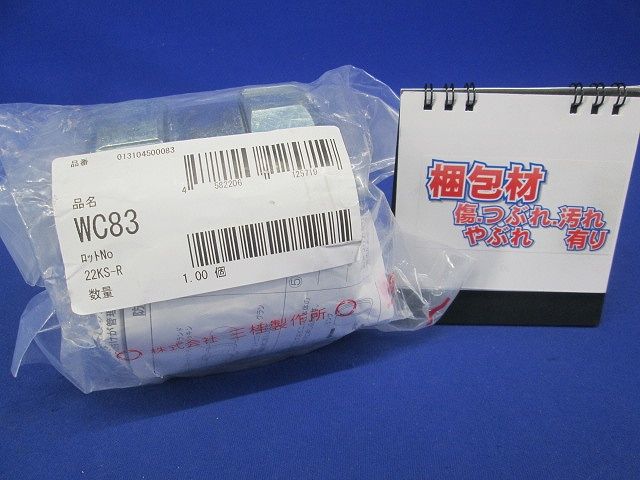 品番 013104500083
4 582206 125719
品名
WC83
ロットNo
22KS-R
数量 1.00 個
株式会社 井桂製作所
梱包材
傷.つぶれ.汚れ
やぶれ 有り